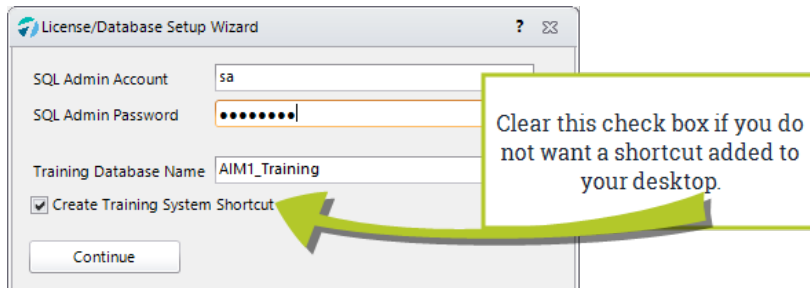 License/Database Setup Wizard ?
SQL Admin Account sa
SQL Admin Password ••••••••
Training Database Name AIM1_Training
Create Training System Shortcut
Continue
Clear this check box if you do
not want a shortcut added to
your desktop.